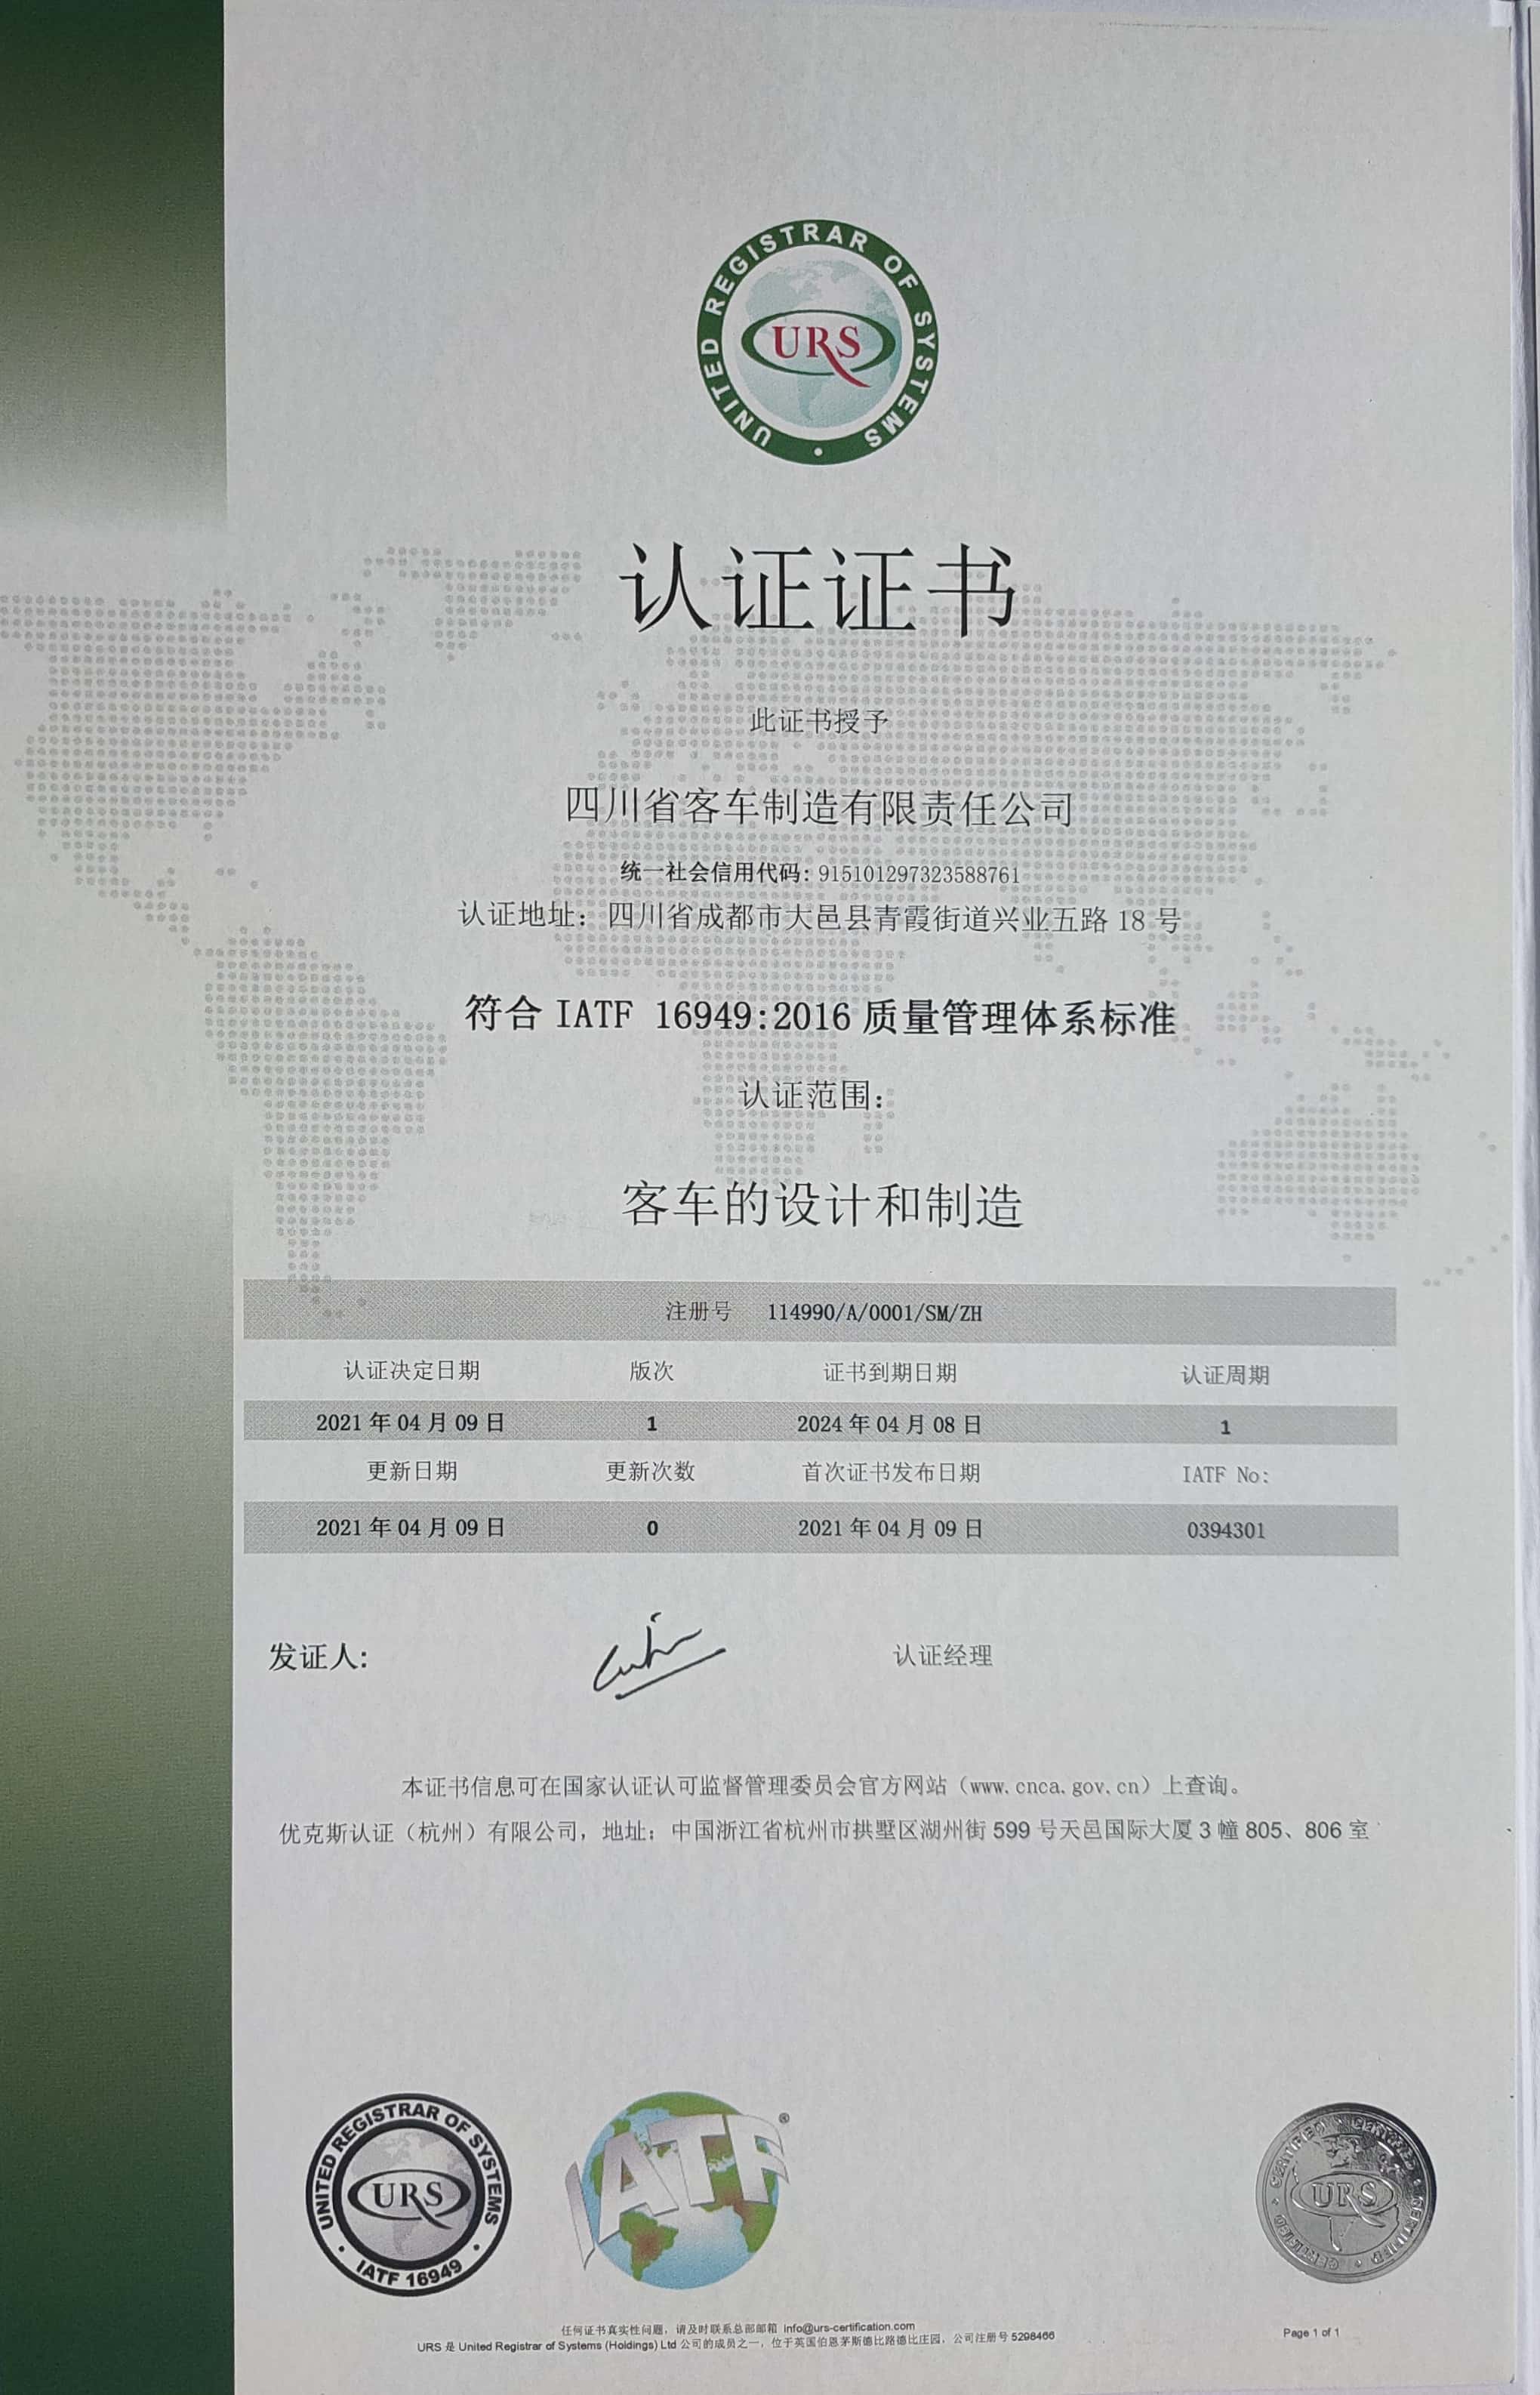 UNITED REGISTRAR OF SYSTEMS
URS
认证证书
此证书授予
四川省客车制造有限责任公司
统一社会信用代码: 915101297323588761
认证地址：四川省成都市大邑县青霞街道兴业五路 18 号
符合 IATF 16949:2016 质量管理体系标准
认证范围：
客车的设计和制造
注册号 114990/A/0001/SM/ZH
认证决定日期 版次 证书到期日期 认证周期
2021 年 04 月 09 日 1 2024 年 04 月 08 日 1
更新日期 更新次数 首次证书发布日期 IATF No:
2021 年 04 月 09 日 0 2021 年 04 月 09 日 0394301
发证人: 认证经理
本证书信息可在国家认证认可监督管理委员会官方网站（www.cnca.gov.cn）上查询。
优克斯认证（杭州）有限公司，地址：中国浙江省杭州市拱墅区湖州街 599 号天邑国际大厦 3 幢 805、806 室
UNITED REGISTRAR OF SYSTEMS
URS
IATF 16949
IATF ®
URS
任何证书真实性问题，请及时联系总部邮箱 info@urs-certification.com
URS 是 United Registrar of Systems (Holdings) Ltd 公司的成员之一，位于英国伯恩茅斯德比路德比庄园，公司注册号 5298466
Page 1 of 1